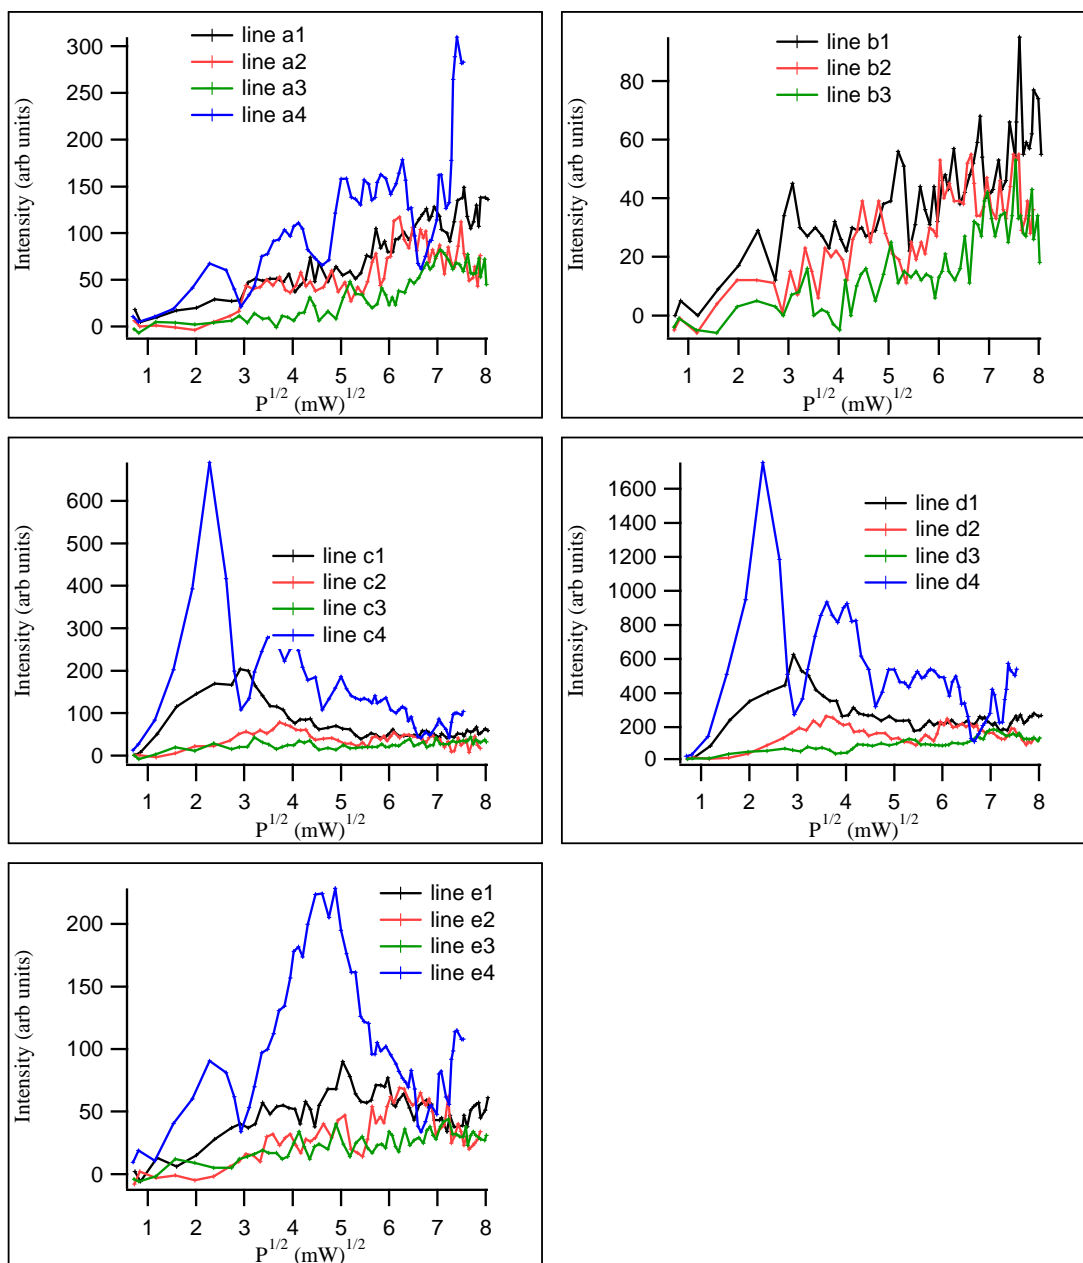 line a1
line a2
line a3
line a4
300
250
200
150
100
50
0
Intensity (arb units)
1 2 3 4 5 6 7 8
P^1/2 (mW)^1/2
line b1
line b2
line b3
80
60
40
20
0
Intensity (arb units)
1 2 3 4 5 6 7 8
P^1/2 (mW)^1/2
line c1
line c2
line c3
line c4
600
500
400
300
200
100
0
Intensity (arb units)
1 2 3 4 5 6 7 8
P^1/2 (mW)^1/2
line d1
line d2
line d3
line d4
1600
1400
1200
1000
800
600
400
200
0
Intensity (arb units)
1 2 3 4 5 6 7 8
P^1/2 (mW)^1/2
line e1
line e2
line e3
line e4
200
150
100
50
0
Intensity (arb units)
1 2 3 4 5 6 7 8
P^1/2 (mW)^1/2